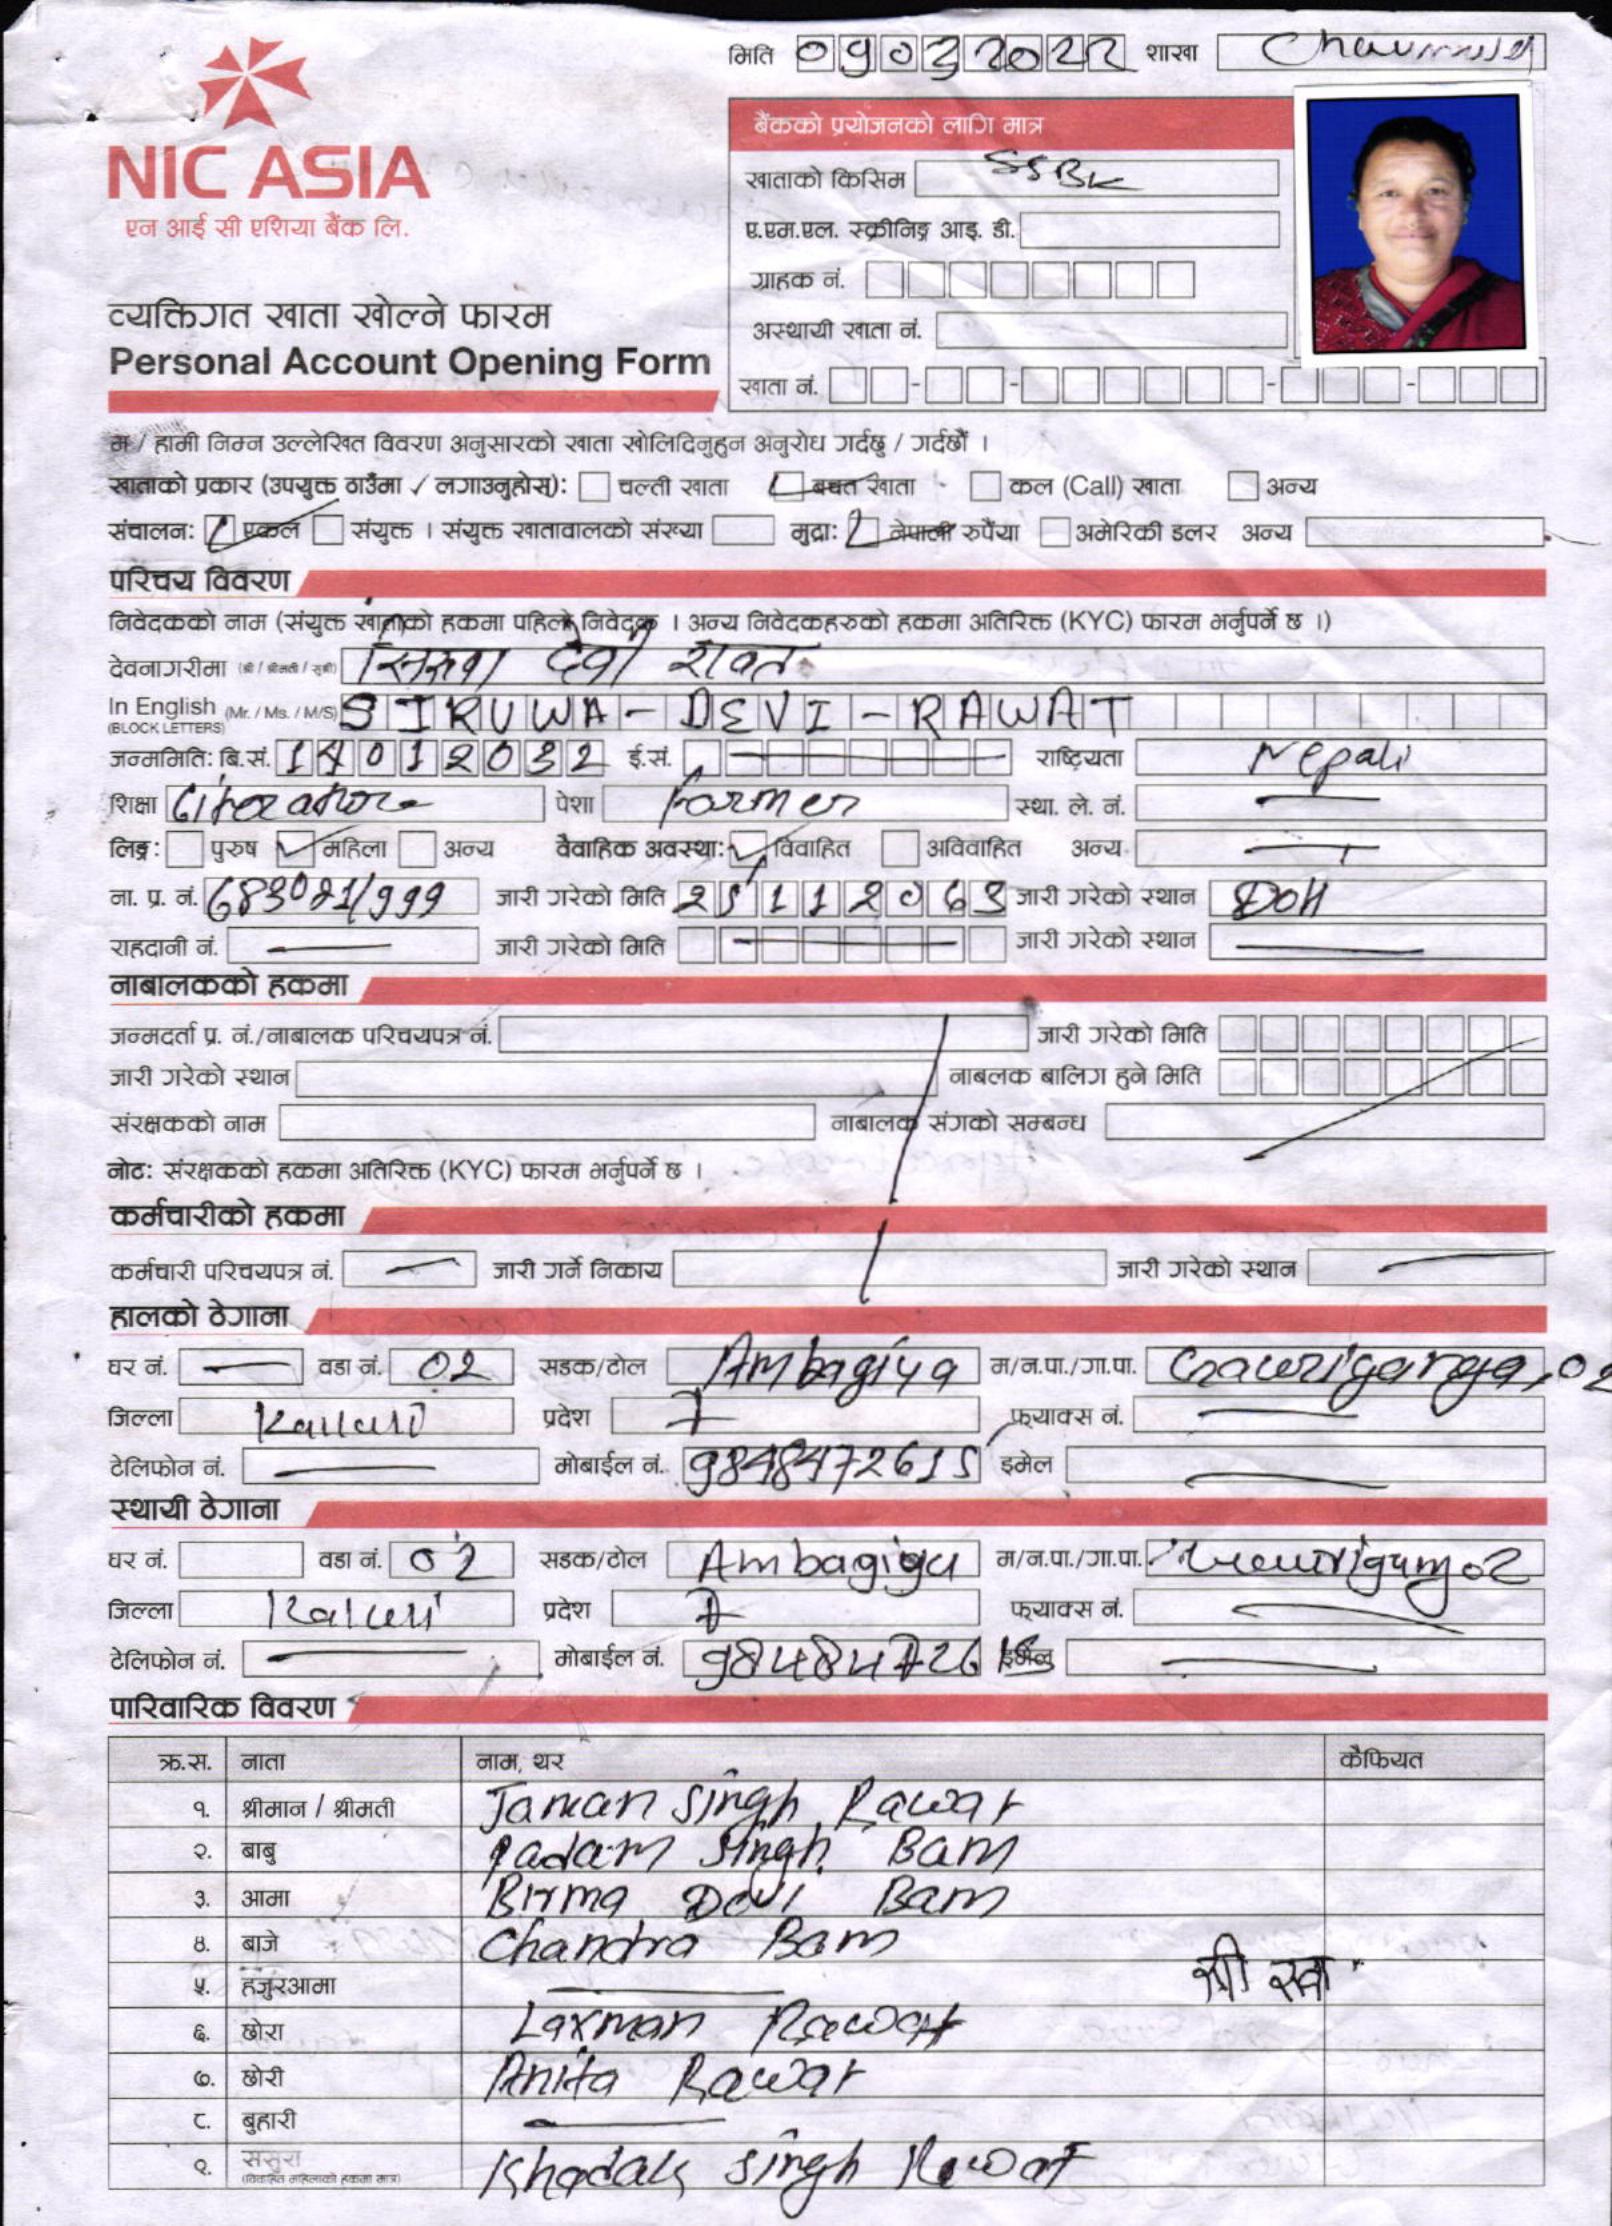 मिति 09032022 शाखा
NIC ASIA
एन आई सी एशिया बैंक लि.
बैंकको प्रयोजनको लागि मात्र
खाताको किसिम SSBK
ए.एम.एल. स्क्रीनिङ्ग आइ. डी.
ग्राहक नं.
अस्थायी खाता नं.
खाता नं.
व्यक्तिगत खाता खोल्ने फारम
Personal Account Opening Form
म / हामी निम्न उल्लेखित विवरण अनुसारको खाता खोलिदिनुहुन अनुरोध गर्दछु / गर्दछौं ।
खाताको प्रकार (उपयुक्त ठाउँमा ✓ लगाउनुहोस्): चल्ती खाता बचत खाता कल (Call) खाता अन्य
संचालन: एकल संयुक्त । संयुक्त खातावालको संख्या मुद्रा: नेपाली रुपैंया अमेरिकी डलर अन्य
परिचय विवरण
निवेदकको नाम (संयुक्त खाताको हकमा पहिलो निवेदक । अन्य निवेदकहरुको हकमा अतिरिक्त (KYC) फारम भर्नुपर्ने छ ।)
देवनागरीमा (श्री / श्रीमती / सुश्री) सिरुवा देवी रावत
In English (Mr. / Ms. / M/S) SIRUWA-DEVI-RAWAT
(BLOCK LETTERS)
जन्ममिति: बि.सं. 14012032 ई.सं. राष्ट्रियता Nepali
शिक्षा पेशा Farmer स्था. ले. नं.
लिङ्ग: पुरुष महिला अन्य वैवाहिक अवस्था: विवाहित अविवाहित अन्य
ना. प्र. नं. 683021/999 जारी गरेको मिति 25112063 जारी गरेको स्थान DOH
राहदानी नं. जारी गरेको मिति जारी गरेको स्थान
नाबालकको हकमा
जन्मदर्ता प्र. नं./नाबालक परिचयपत्र नं. जारी गरेको मिति
जारी गरेको स्थान नाबलक बालिग हुने मिति
संरक्षकको नाम नाबालक संगको सम्बन्ध
नोट: संरक्षकको हकमा अतिरिक्त (KYC) फारम भर्नुपर्ने छ ।
कर्मचारीको हकमा
कर्मचारी परिचयपत्र नं. जारी गर्ने निकाय जारी गरेको स्थान
हालको ठेगाना
घर नं. वडा नं. 02 सडक/टोल Ambagiya म/न.पा./गा.पा. Gauriganga, 02
जिल्ला Kailali प्रदेश 7 फ्याक्स नं.
टेलिफोन नं. मोबाईल नं. 9848472615 इमेल
स्थायी ठेगाना
घर नं. वडा नं. 02 सडक/टोल Ambagiya म/न.पा./गा.पा.
जिल्ला Kailali प्रदेश 7 फ्याक्स नं.
टेलिफोन नं. मोबाईल नं. 9848472615 इमेल
पारिवारिक विवरण
क्र.स. नाता नाम, थर कैफियत
१. श्रीमान / श्रीमती Jaman Singh Rawat
२. बाबु Padam Singh Bam
३. आमा Birma Devi Bam
४. बाजे Chandra Bam
५. हजुरआमा
६. छोरा Laxman Rawat
७. छोरी Anita Rawat
८. बुहारी
९. ससुरा Singh Rawat
(विवाहित महिलाको हकमा मात्र)